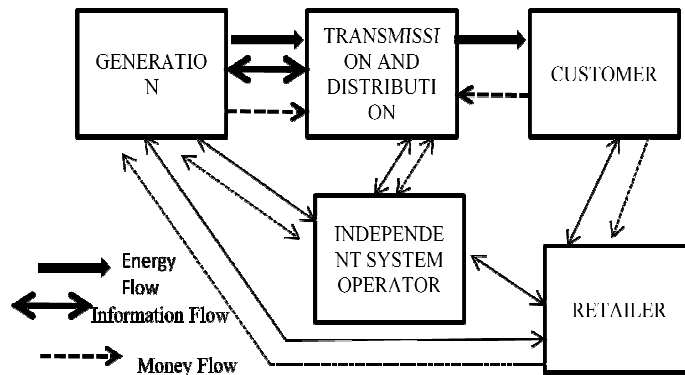 GENERATIO
N
TRANSMISSI
ON AND
DISTRIBUTI
ON
CUSTOMER
INDEPENDE
NT SYSTEM
OPERATOR
RETAILER
Energy
Flow
Information Flow
Money Flow